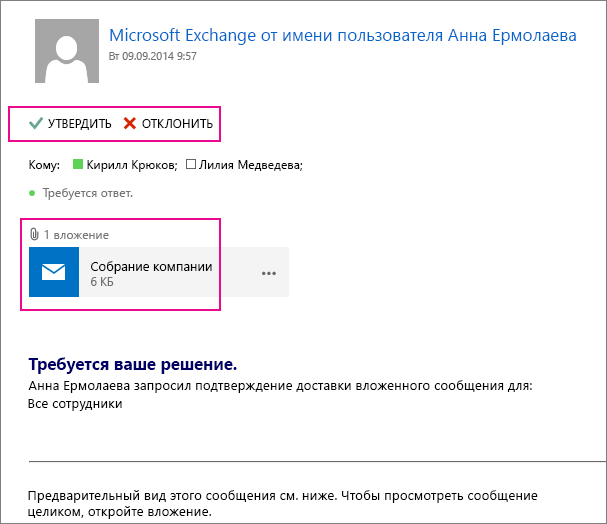 Microsoft Exchange от имени пользователя Анна Ермолаева
Вт 09.09.2014 9:57
УТВЕРДИТЬ ОТКЛОНИТЬ
Кому: Кирилл Крюков; Лилия Медведева;
Требуется ответ.
1 вложение
Собрание компании
6 КБ
Требуется ваше решение.
Анна Ермолаева запросил подтверждение доставки вложенного сообщения для:
Все сотрудники
Предварительный вид этого сообщения см. ниже. Чтобы просмотреть сообщение
целиком, откройте вложение.